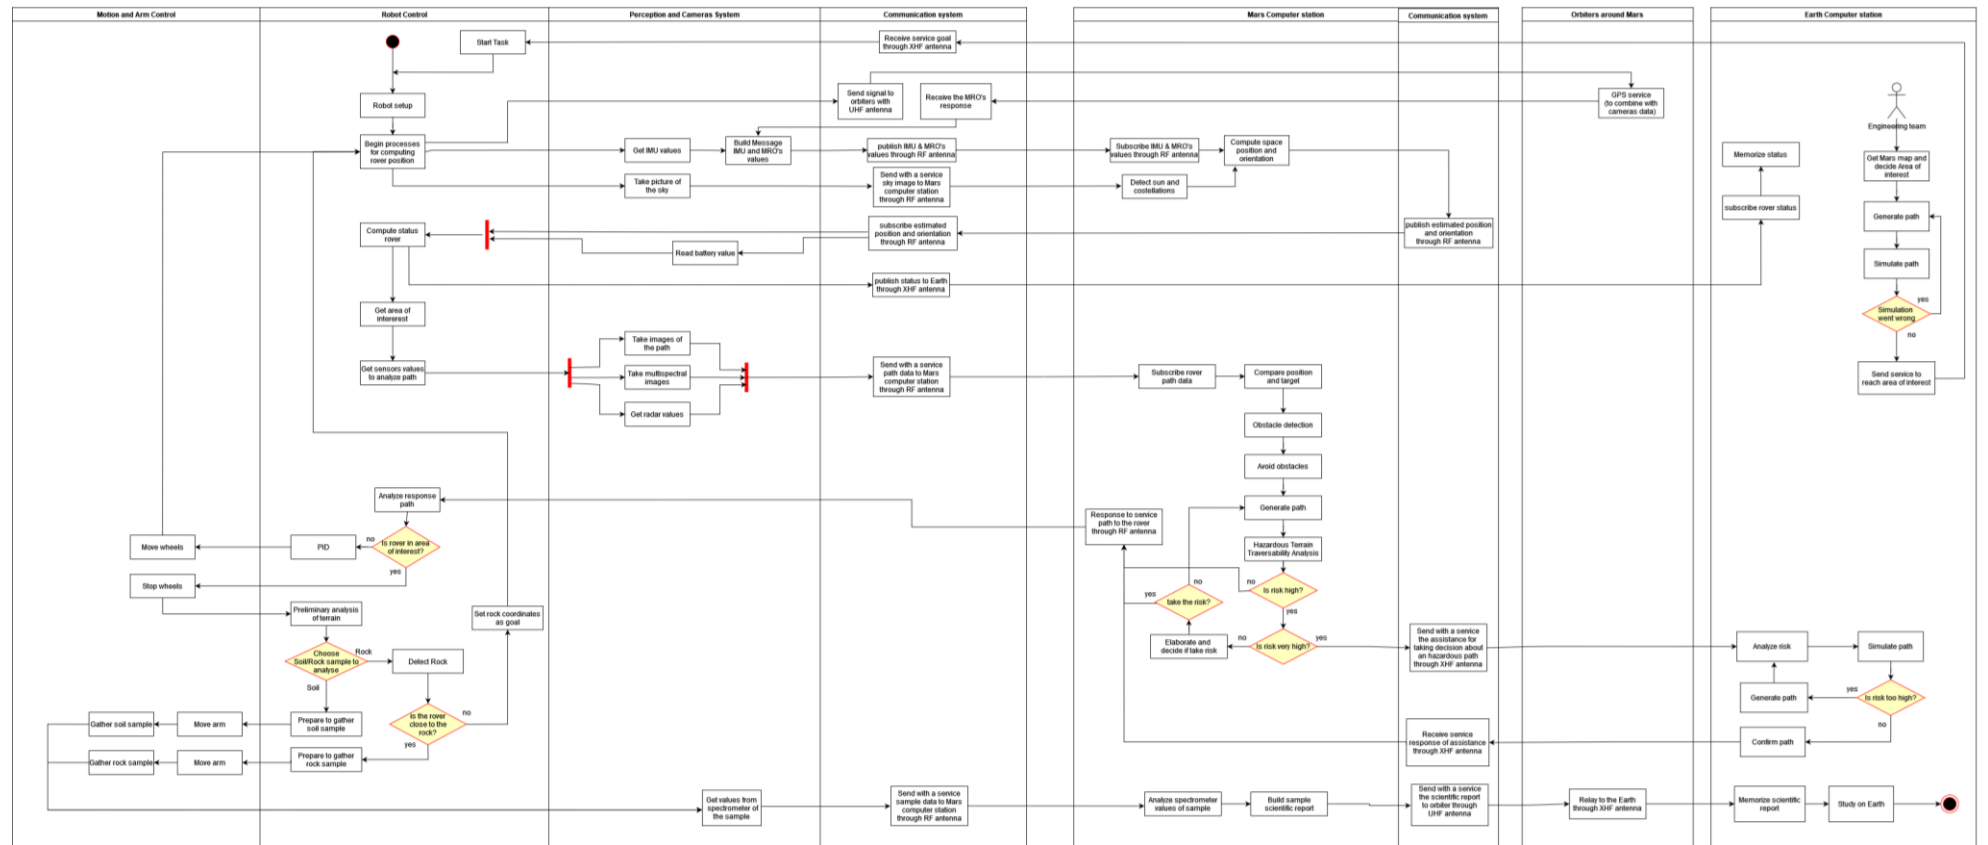 Motion and Arm Control
Robot Control
Perception and Cameras System
Communication system
Mars Computer station
Communication system
Orbiters around Mars
Earth Computer station
Start Task
Receive service goal
through XHF antenna
Robot setup
Send signal to
orbiters with
UHF antenna
Receive the MRO's
response
GPS service
(to combine with
cameras data)
Engineering team
Begin processes
for computing
rover position
Get IMU values
Build Message
IMU and MRO's
values
publish IMU & MRO's
values through RF antenna
Subscribe IMU & MRO's
values through RF antenna
Compute space
position and
orientation
Memorize status
Get Mars map and
decide Area of
interest
Take picture of
the sky
Send with a service
sky image to Mars
computer station
through RF antenna
Detect sun and
costellations
subscribe rover status
Generate path
Compute status
rover
Read battery value
subscribe estimated
position and orientation
through RF antenna
publish estimated position
and orientation
through RF antenna
Simulate path
publish status to Earth
through XHF antenna
Simulation
went wrong
yes
no
Get area of
intererest
Get sensors values
to analyze path
Take images of
the path
Take multispectral
images
Get radar values
Send with a service
path data to Mars
computer station
through RF antenna
Subscribe rover
path data
Compare position
and target
Send service to
reach area of interest
Obstacle detection
Avoid obstacles
Generate path
Hazardous Terrain
Traversability Analysis
Response to service
path to the rover
through RF antenna
Analyze response
path
Is rover in area
of interest?
no
yes
PID
Move wheels
Stop wheels
Is risk high?
no
yes
take the risk?
yes
no
Is risk very high?
no
yes
Elaborate and
decide if take risk
Send with a service
the assistance for
taking decision about
an hazardous path
through XHF antenna
Analyze risk
Simulate path
Generate path
Is risk too high?
yes
no
Confirm path
Receive service
response of assistance
through XHF antenna
Preliminary analysis
of terrain
Set rock coordinates
as goal
Choose
Soil/Rock sample to
analyse
Rock
Soil
Detect Rock
Is the rover
close to the
rock?
no
yes
Prepare to gather
soil sample
Move arm
Gather soil sample
Prepare to gather
rock sample
Move arm
Gather rock sample
Get values from
spectrometer of
the sample
Send with a service
sample data to Mars
computer station
through RF antenna
Analyze spectrometer
values of sample
Build sample
scientific report
Send with a service
the scientific report
to orbiter through
UHF antenna
Relay to the Earth
through XHF antenna
Memorize scientific
report
Study on Earth